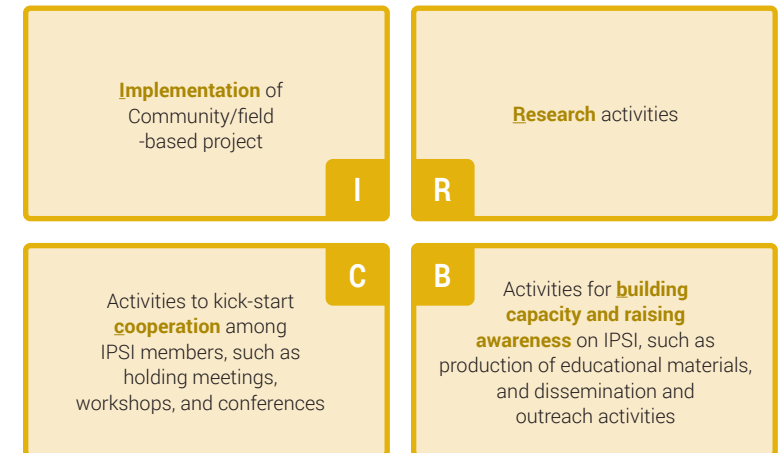 Implementation of
Community/field
-based project
I
Research activities
R
Activities to kick-start
cooperation among
IPSI members, such as
holding meetings,
workshops, and conferences
C
B
Activities for building
capacity and raising
awareness on IPSI, such as
production of educational materials,
and dissemination and
outreach activities